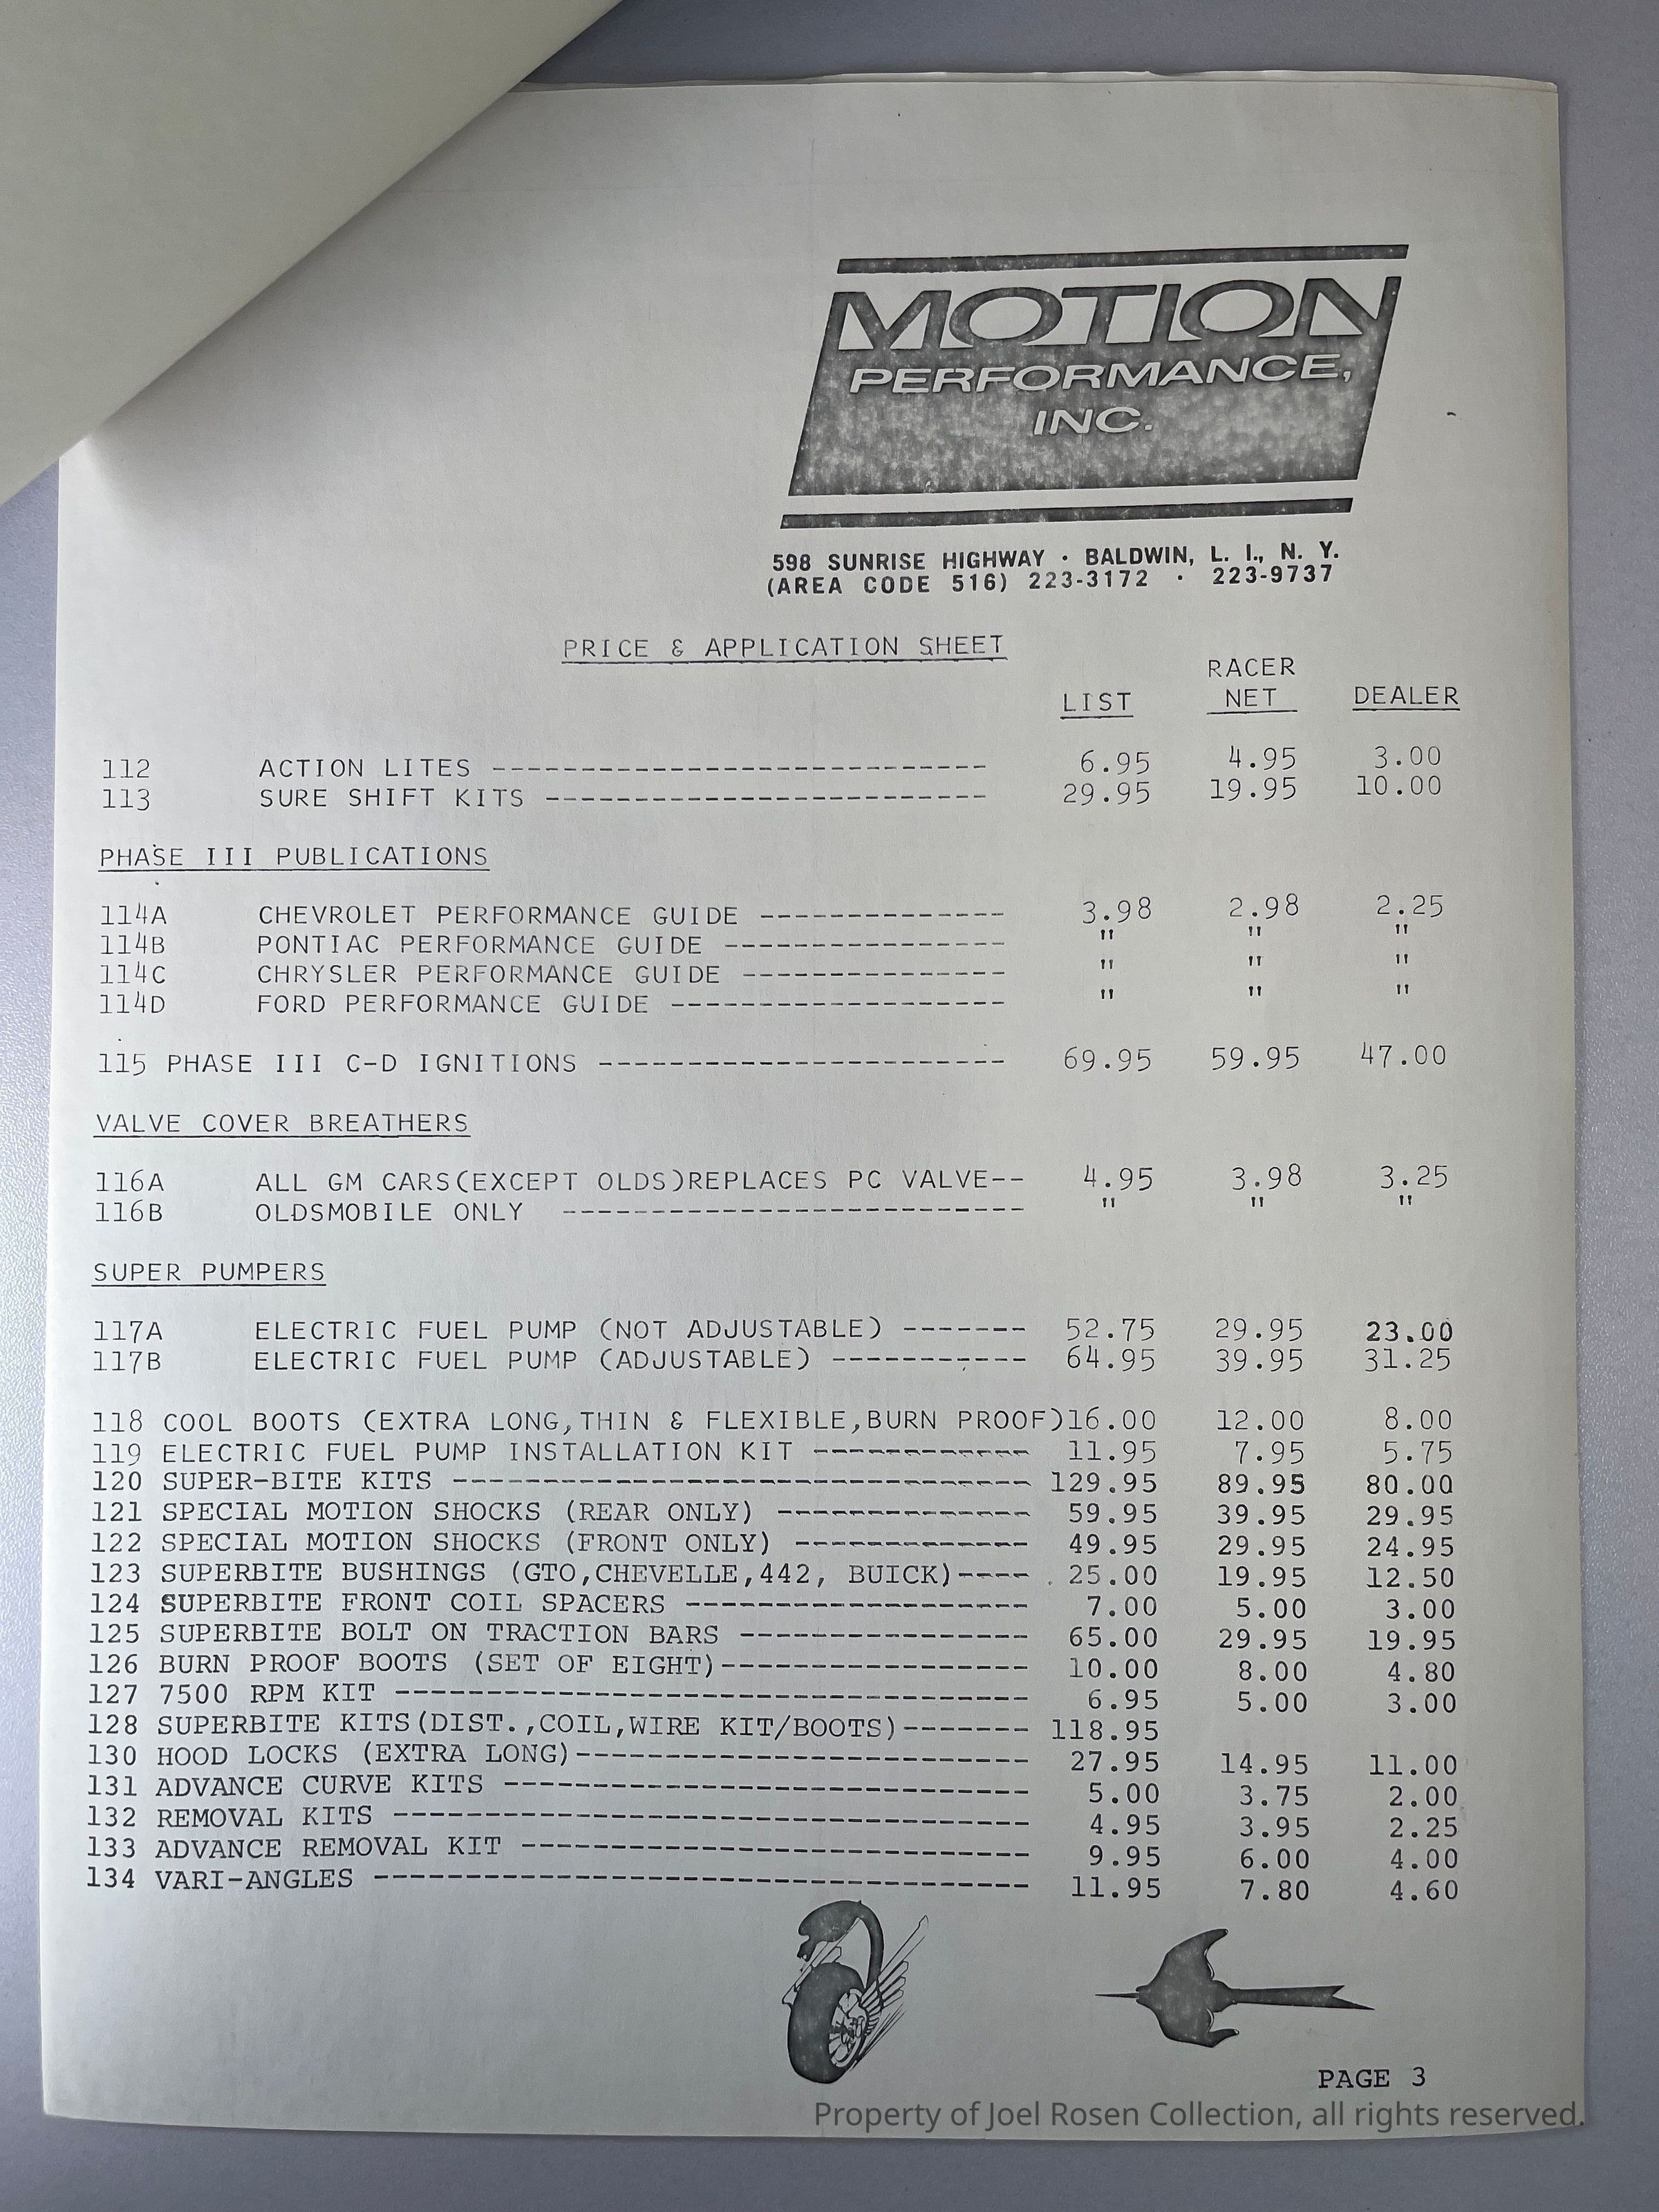 MOTION
PERFORMANCE,
INC.
598 SUNRISE HIGHWAY · BALDWIN, L. I., N. Y.
(AREA CODE 516) 223-3172 · 223-9737
PRICE & APPLICATION SHEET
RACER
LIST NET DEALER
112 ACTION LITES ---------------------------- 6.95 4.95 3.00
113 SURE SHIFT KITS ------------------------- 29.95 19.95 10.00
PHASE III PUBLICATIONS
114A CHEVROLET PERFORMANCE GUIDE -------------- 3.98 2.98 2.25
114B PONTIAC PERFORMANCE GUIDE ---------------- " " "
114C CHRYSLER PERFORMANCE GUIDE --------------- " " "
114D FORD PERFORMANCE GUIDE ------------------- " " "
115 PHASE III C-D IGNITIONS ----------------------- 69.95 59.95 47.00
VALVE COVER BREATHERS
116A ALL GM CARS(EXCEPT OLDS)REPLACES PC VALVE-- 4.95 3.98 3.25
116B OLDSMOBILE ONLY -------------------------- " " "
SUPER PUMPERS
117A ELECTRIC FUEL PUMP (NOT ADJUSTABLE) ------- 52.75 29.95 23.00
117B ELECTRIC FUEL PUMP (ADJUSTABLE) ----------- 64.95 39.95 31.25
118 COOL BOOTS (EXTRA LONG,THIN & FLEXIBLE,BURN PROOF)16.00 12.00 8.00
119 ELECTRIC FUEL PUMP INSTALLATION KIT ------------ 11.95 7.95 5.75
120 SUPER-BITE KITS -------------------------------- 129.95 89.95 80.00
121 SPECIAL MOTION SHOCKS (REAR ONLY) -------------- 59.95 39.95 29.95
122 SPECIAL MOTION SHOCKS (FRONT ONLY) ------------- 49.95 29.95 24.95
123 SUPERBITE BUSHINGS (GTO,CHEVELLE,442, BUICK)---- 25.00 19.95 12.50
124 SUPERBITE FRONT COIL SPACERS ------------------- 7.00 5.00 3.00
125 SUPERBITE BOLT ON TRACTION BARS ---------------- 65.00 29.95 19.95
126 BURN PROOF BOOTS (SET OF EIGHT)----------------- 10.00 8.00 4.80
127 7500 RPM KIT ----------------------------------- 6.95 5.00 3.00
128 SUPERBITE KITS(DIST.,COIL,WIRE KIT/BOOTS)------- 118.95
130 HOOD LOCKS (EXTRA LONG)------------------------- 27.95 14.95 11.00
131 ADVANCE CURVE KITS ----------------------------- 5.00 3.75 2.00
132 REMOVAL KITS ----------------------------------- 4.95 3.95 2.25
133 ADVANCE REMOVAL KIT ---------------------------- 9.95 6.00 4.00
134 VARI-ANGLES ------------------------------------ 11.95 7.80 4.60
PAGE 3
Property of Joel Rosen Collection, all rights reserved.